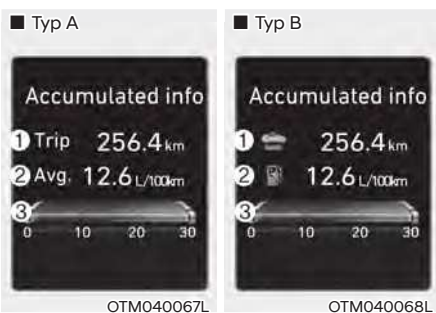 ■ Typ A
Accumulated info
① Trip 256.4 km
② Avg. 12.6 L/100km
③
0 10 20 30
OTM040067L
■ Typ B
Accumulated info
① 256.4 km
② 12.6 L/100km
③
0 10 20 30
OTM040068L